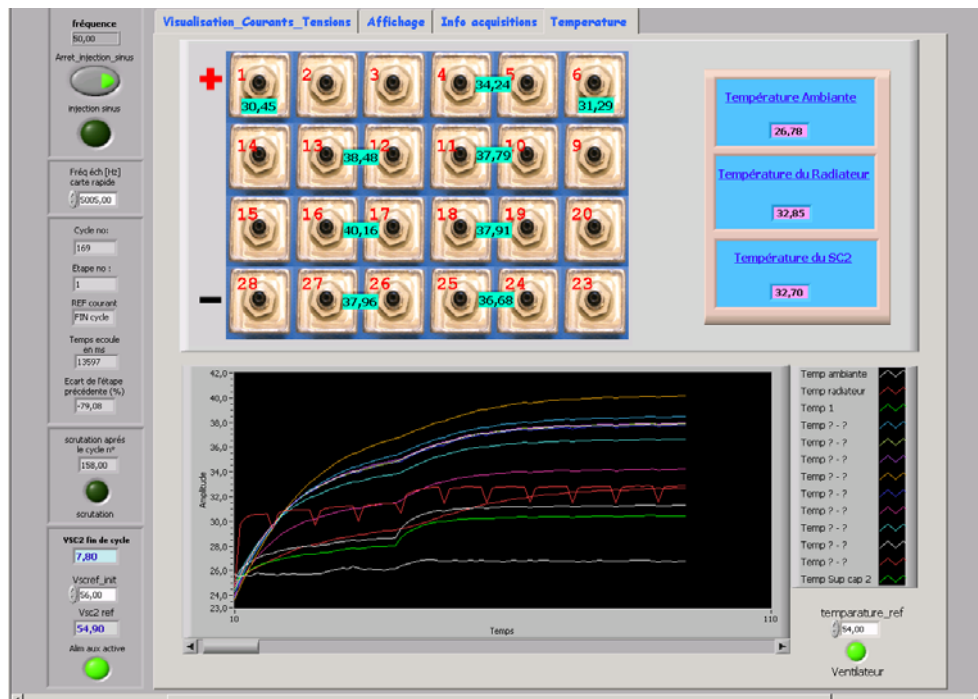 fréquence
50,00
Arret_injection_sinus
injection sinus
Fréq éch [Hz]
carte rapide
5005,00
Cycle no:
169
Etape no :
1
REF courant
FIN cycle
Temps ecoule
en ms
13597
Ecart de l'étape
précédente (%)
-79,08
scrutation aprés
le cycle n°
158,00
scrutation
VSC2 fin de cycle
7,80
Vscref_init
56,00
Vsc2 ref
54,90
Alm aux active
Visualisation_Courants_Tensions Affichage Info acquisitions Temperature
+ 1 2 3 4 5 6
30,45 34,24 31,29
14 13 12 11 10 9
38,48 37,79
15 16 17 18 19 20
40,16 37,91
- 28 27 26 25 24 23
37,96 36,68
Température Ambiante
26,78
Température du Radiateur
32,85
Température du SC2
32,70
42,0
40,0
38,0
36,0
34,0
32,0
30,0
28,0
26,0
24,0
23,0
Amplitude
10 110
Temps
Temp ambiante
Temp radiateur
Temp 1
Temp ? - ?
Temp ? - ?
Temp ? - ?
Temp ? - ?
Temp ? - ?
Temp ? - ?
Temp ? - ?
Temp ? - ?
Temp ? - ?
Temp Sup cap 2
temparature_ref
54,00
Ventilateur